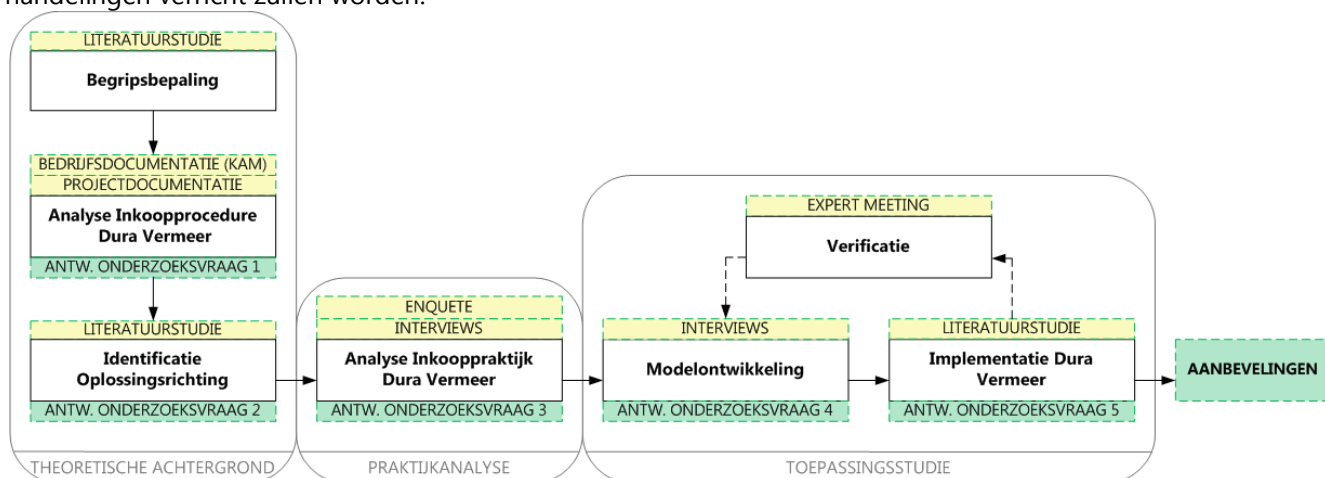 handelingen verricht zullen worden.
LITERATUURSTUDIE
Begripsbepaling
BEDRIJFSDOCUMENTATIE (KAM)
PROJECTDOCUMENTATIE
Analyse Inkoopprocedure
Dura Vermeer
ANTW. ONDERZOEKSVRAAG 1
LITERATUURSTUDIE
Identificatie
Oplossingsrichting
ANTW. ONDERZOEKSVRAAG 2
THEORETISCHE ACHTERGROND
ENQUETE
INTERVIEWS
Analyse Inkooppraktijk
Dura Vermeer
ANTW. ONDERZOEKSVRAAG 3
PRAKTIJKANALYSE
EXPERT MEETING
Verificatie
INTERVIEWS
Modelontwikkeling
ANTW. ONDERZOEKSVRAAG 4
LITERATUURSTUDIE
Implementatie Dura
Vermeer
ANTW. ONDERZOEKSVRAAG 5
TOEPASSINGSSTUDIE
AANBEVELINGEN